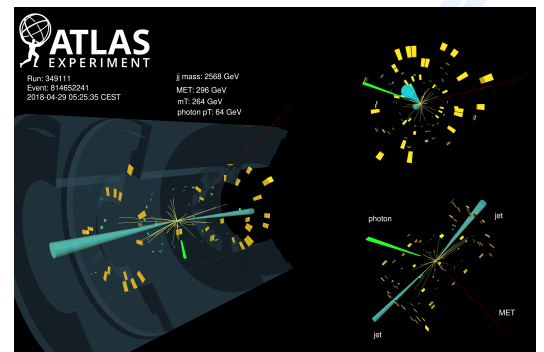 ATLAS
EXPERIMENT
Run: 349111
Event: 814652241
2018-04-29 05:25:35 CEST
jj mass: 2568 GeV
MET: 296 GeV
mT: 264 GeV
photon pT: 64 GeV
photon
jet
MET
jet